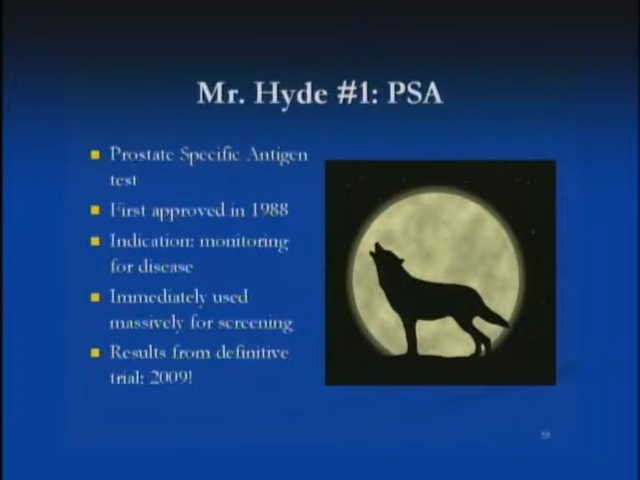 Mr. Hyde #1: PSA
Prostate Specific Antigen
test
First approved in 1988
Indication: monitoring
for disease
Immediately used
massively for screening
Results from definitive
trial: 2009!